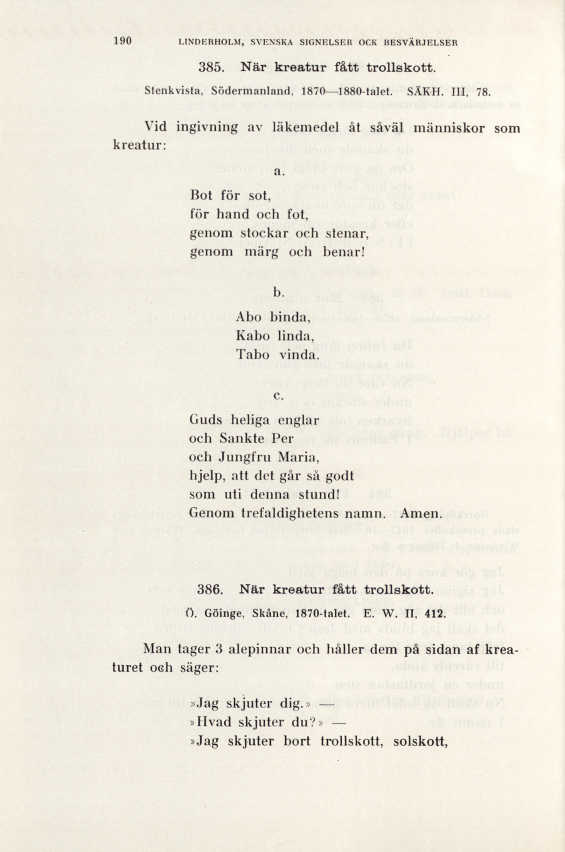 190 LINDERHOLM, SVENSKA SIGNELSER OCK BESVÄRJELSER
385. När kreatur fått trollskott.
Stenkvista, Södermanland, 1870—1880-talet. SÄKH. III, 78.
Vid ingivning av läkemedel åt såväl människor som
kreatur:
a.
Bot för sot,
för hand och fot,
genom stockar och stenar,
genom märg och benar!
b.
Abo binda,
Kabo linda,
Tabo vinda.
c.
Guds heliga englar
och Sankte Per
och Jungfru Maria,
hjelp, att det går så godt
som uti denna stund!
Genom trefaldighetens namn. Amen.
386. När kreatur fått trollskott.
Ö. Göinge, Skåne, 1870-talet. E. W. II, 412.
Man tager 3 alepinnar och håller dem på sidan af krea-
turet och säger:
»Jag skjuter dig.» —
»Hvad skjuter du?» —
»Jag skjuter bort trollskott, solskott,